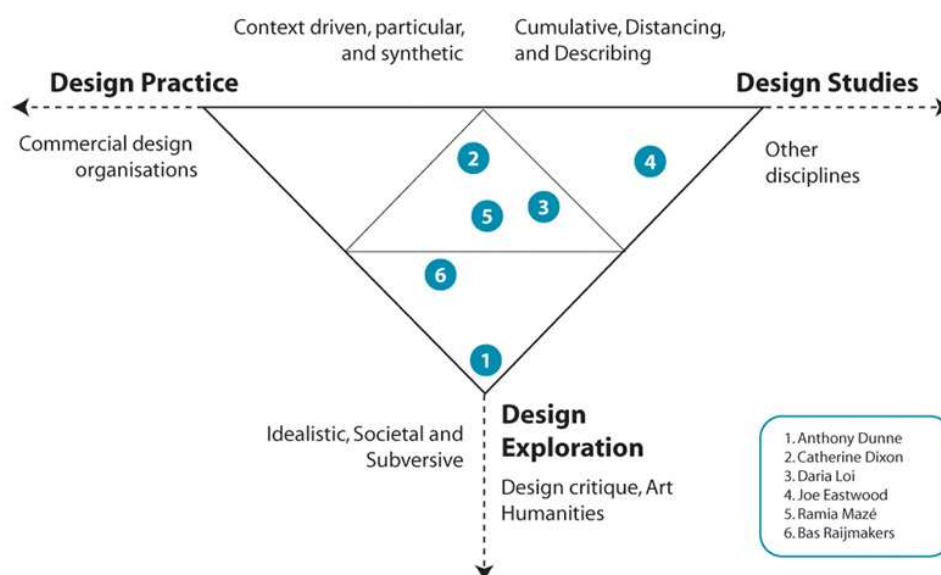 Context driven, particular,
and synthetic
Cumulative, Distancing,
and Describing
Design Practice
Design Studies
Commercial design
organisations
Other
disciplines
2
4
5
3
6
1
Idealistic, Societal and
Subversive
Design
Exploration
Design critique, Art
Humanities
1. Anthony Dunne
2. Catherine Dixon
3. Daria Loi
4. Joe Eastwood
5. Ramia Mazé
6. Bas Raijmakers